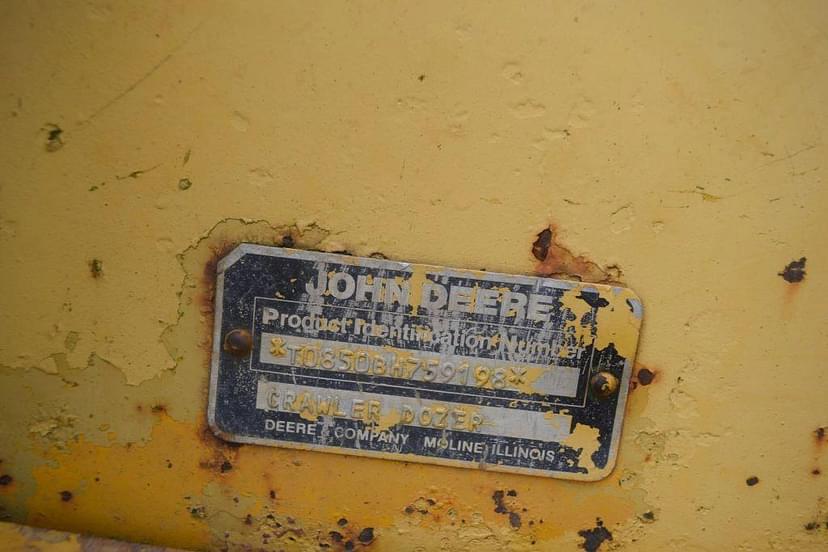 JOHN DEERE
Product Identification Number
*T0850BH759198*
CRAWLER DOZER
DEERE & COMPANY MOLINE ILLINOIS